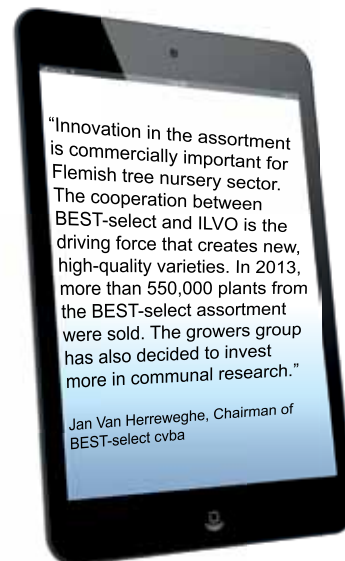 “Innovation in the assortment
is commercially important for
Flemish tree nursery sector.
The cooperation between
BEST-select and ILVO is the
driving force that creates new,
high-quality varieties. In 2013,
more than 550,000 plants from
the BEST-select assortment
were sold. The growers group
has also decided to invest
more in communal research.”
Jan Van Herreweghe, Chairman of
BEST-select cvba